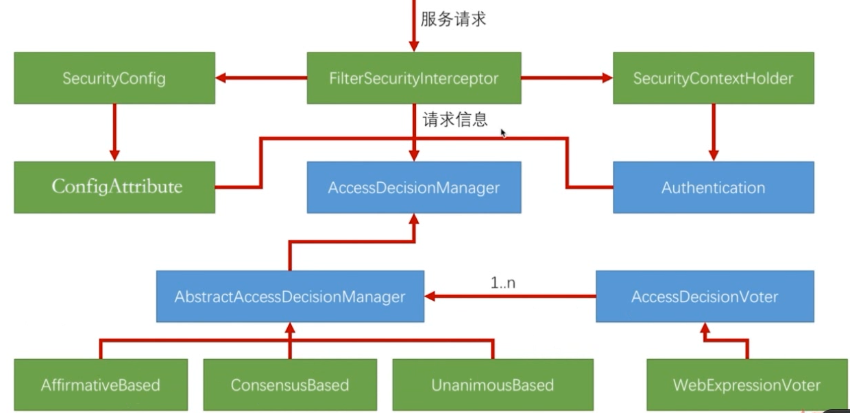 服务请求
SecurityConfig
FilterSecurityInterceptor
SecurityContextHolder
请求信息
ConfigAttribute
AccessDecisionManager
Authentication
AbstractAccessDecisionManager
1..n
AccessDecisionVoter
AffirmativeBased
ConsensusBased
UnanimousBased
WebExpressionVoter